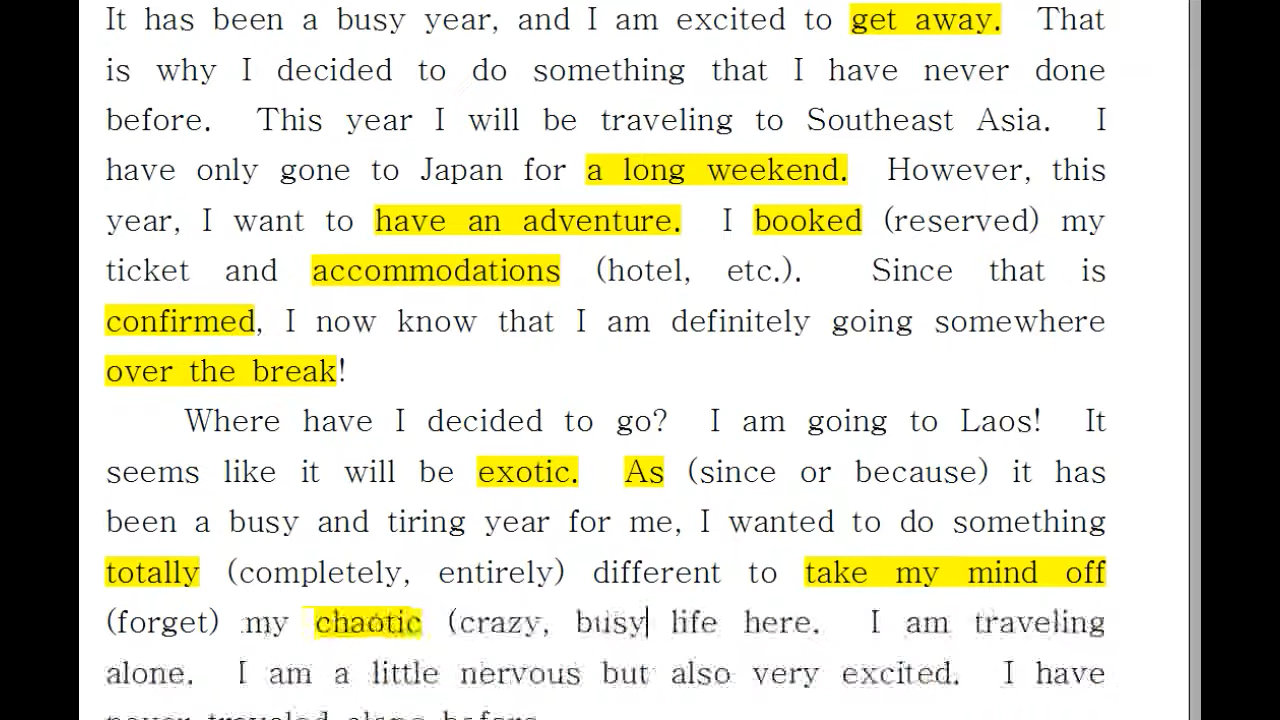 It has been a busy year, and I am excited to get away. That
is why I decided to do something that I have never done
before. This year I will be traveling to Southeast Asia. I
have only gone to Japan for a long weekend. However, this
year, I want to have an adventure. I booked (reserved) my
ticket and accommodations (hotel, etc.). Since that is
confirmed, I now know that I am definitely going somewhere
over the break!
Where have I decided to go? I am going to Laos! It
seems like it will be exotic. As (since or because) it has
been a busy and tiring year for me, I wanted to do something
totally (completely, entirely) different to take my mind off
(forget) my chaotic (crazy, busy life here. I am traveling
alone. I am a little nervous but also very excited. I have
never traveled alone before.